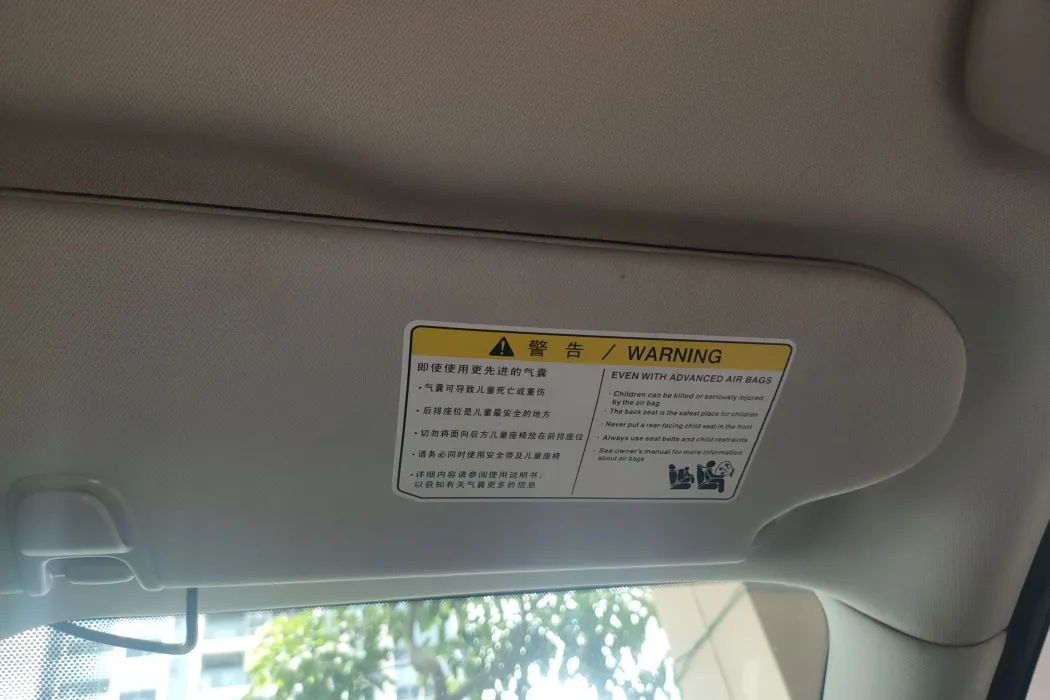 警告 / WARNING
即使使用更先进的气囊
·气囊可导致儿童死亡或重伤
·后排座位是儿童最安全的地方
·切勿将面向后方儿童座椅放在前排座位
·请务必同时使用安全带及儿童座椅
·详细内容请参阅使用说明书，
以获知有关气囊更多的信息
EVEN WITH ADVANCED AIR BAGS
· Children can be killed or seriously injured
by the air bag
· The back seat is the safest place for children
· Never put a rear-facing child seat in the front
· Always use seat belts and child restraints
· See owner's manual for more information
about air bags